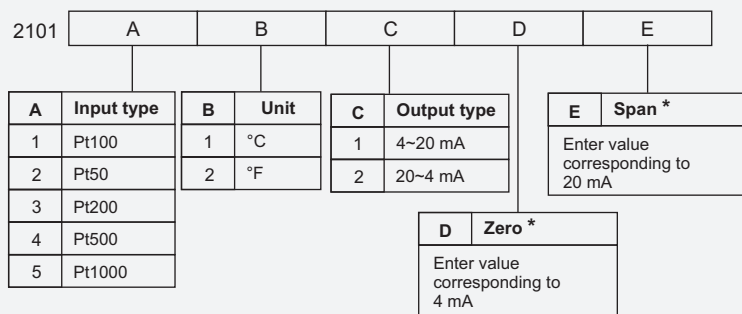 2101 A B C D E
A Input type
1 Pt100
2 Pt50
3 Pt200
4 Pt500
5 Pt1000
B Unit
1 °C
2 °F
C Output type
1 4~20 mA
2 20~4 mA
D Zero *
Enter value
corresponding to
4 mA
E Span *
Enter value
corresponding to
20 mA